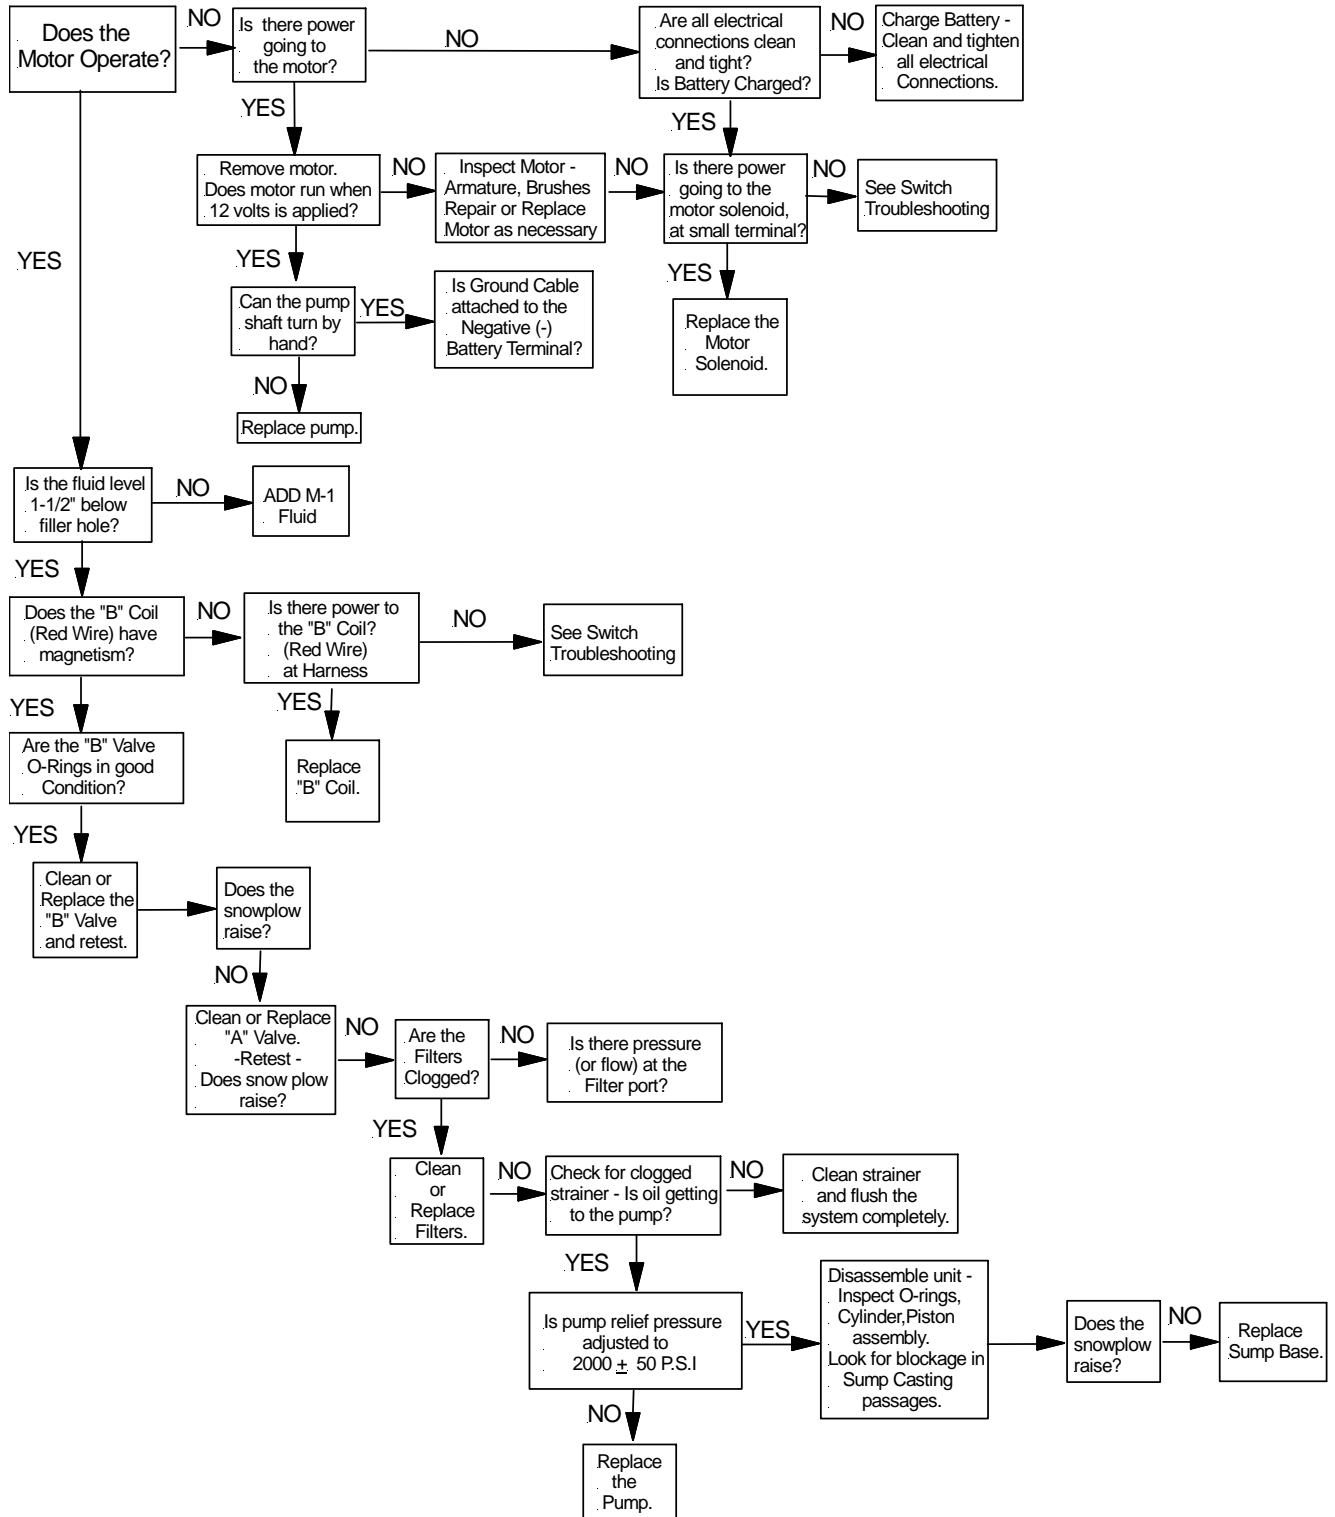 Does the
Motor Operate?
NO
Is there power
going to
the motor?
NO
Are all electrical
connections clean
and tight?
Is Battery Charged?
NO
Charge Battery -
Clean and tighten
all electrical
Connections.
YES
YES
Remove motor.
Does motor run when
12 volts is applied?
NO
Inspect Motor -
Armature, Brushes
Repair or Replace
Motor as necessary
NO
Is there power
going to the
motor solenoid,
at small terminal?
NO
See Switch
Troubleshooting
YES
YES
YES
Can the pump
shaft turn by
hand?
YES
Is Ground Cable
attached to the
Negative (-)
Battery Terminal?
Replace the
Motor
Solenoid.
NO
Replace pump.
Is the fluid level
1-1/2" below
filler hole?
NO
ADD M-1
Fluid
YES
Does the "B" Coil
(Red Wire) have
magnetism?
NO
Is there power to
the "B" Coil?
(Red Wire)
at Harness
NO
See Switch
Troubleshooting
YES
YES
Are the "B" Valve
O-Rings in good
Condition?
Replace
"B" Coil.
YES
Clean or
Replace the
"B" Valve
and retest.
Does the
snowplow
raise?
NO
Clean or Replace
"A" Valve.
-Retest -
Does snow plow
raise?
NO
Are the
Filters
Clogged?
NO
Is there pressure
(or flow) at the
Filter port?
YES
Clean
or
Replace
Filters.
NO
Check for clogged
strainer - Is oil getting
to the pump?
NO
Clean strainer
and flush the
system completely.
YES
Is pump relief pressure
adjusted to
2000 ± 50 P.S.I
YES
Disassemble unit -
Inspect O-rings,
Cylinder,Piston
assembly.
Look for blockage in
Sump Casting
passages.
Does the
snowplow
raise?
NO
Replace
Sump Base.
NO
Replace
the
Pump.